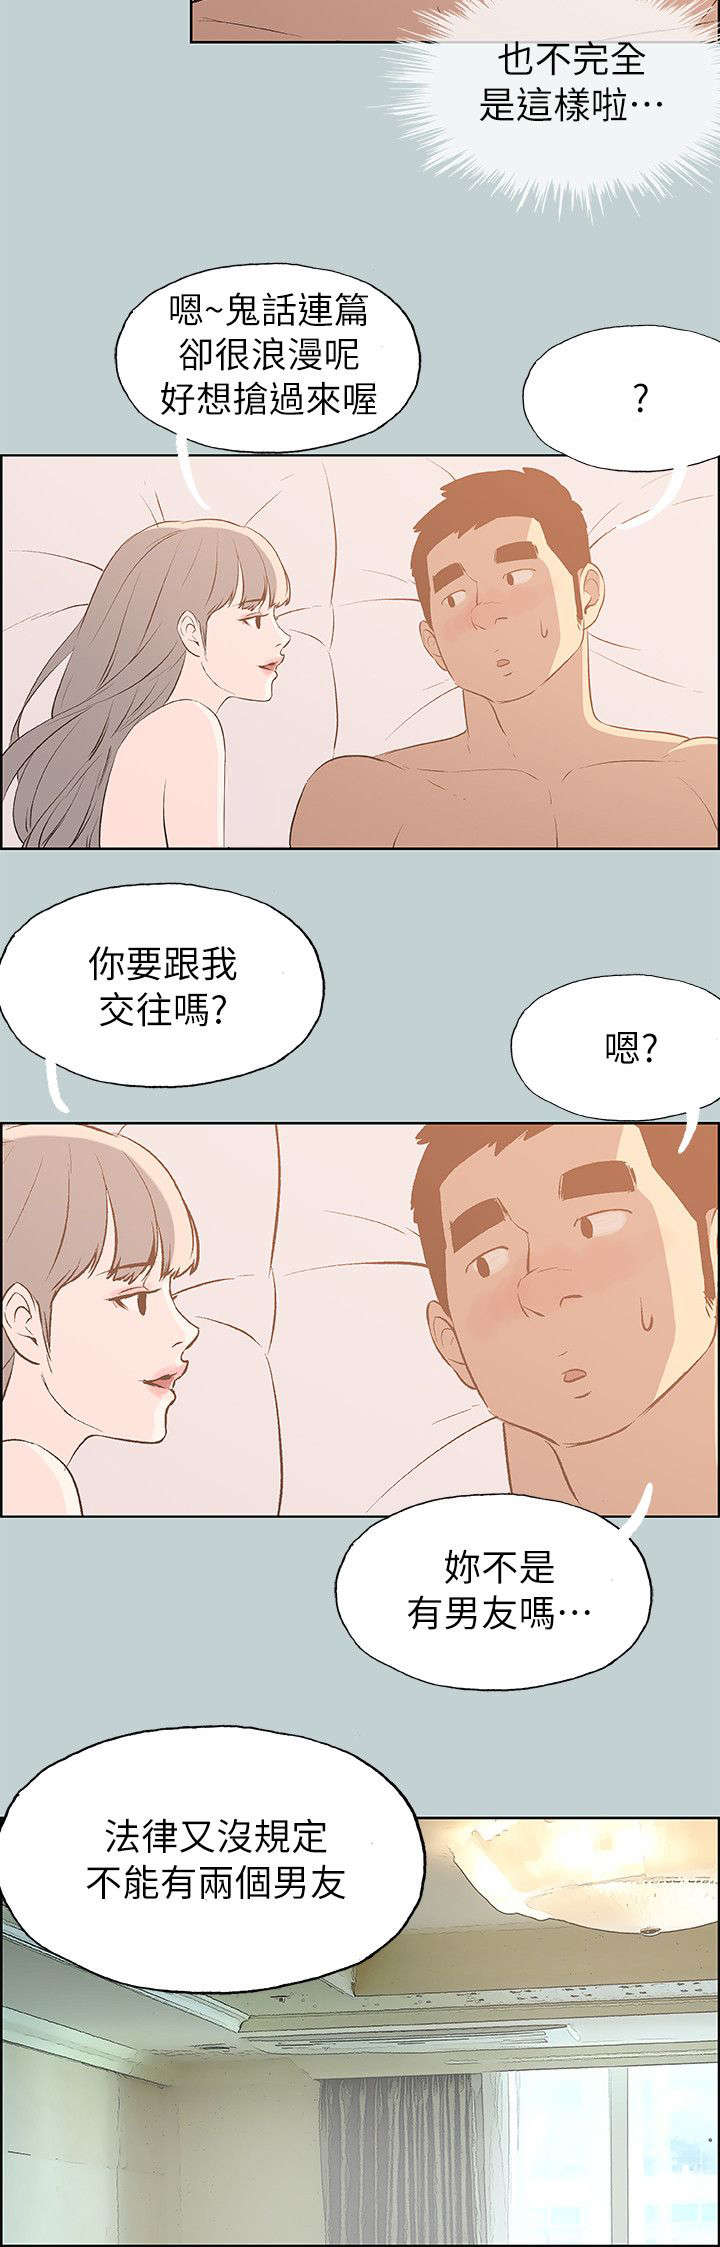 也不完全
是這樣啦…
嗯~鬼話連篇
卻很浪漫呢
好想搶過來喔
?
你要跟我
交往嗎?
嗯?
妳不是
有男友嗎…
法律又沒規定
不能有兩個男友